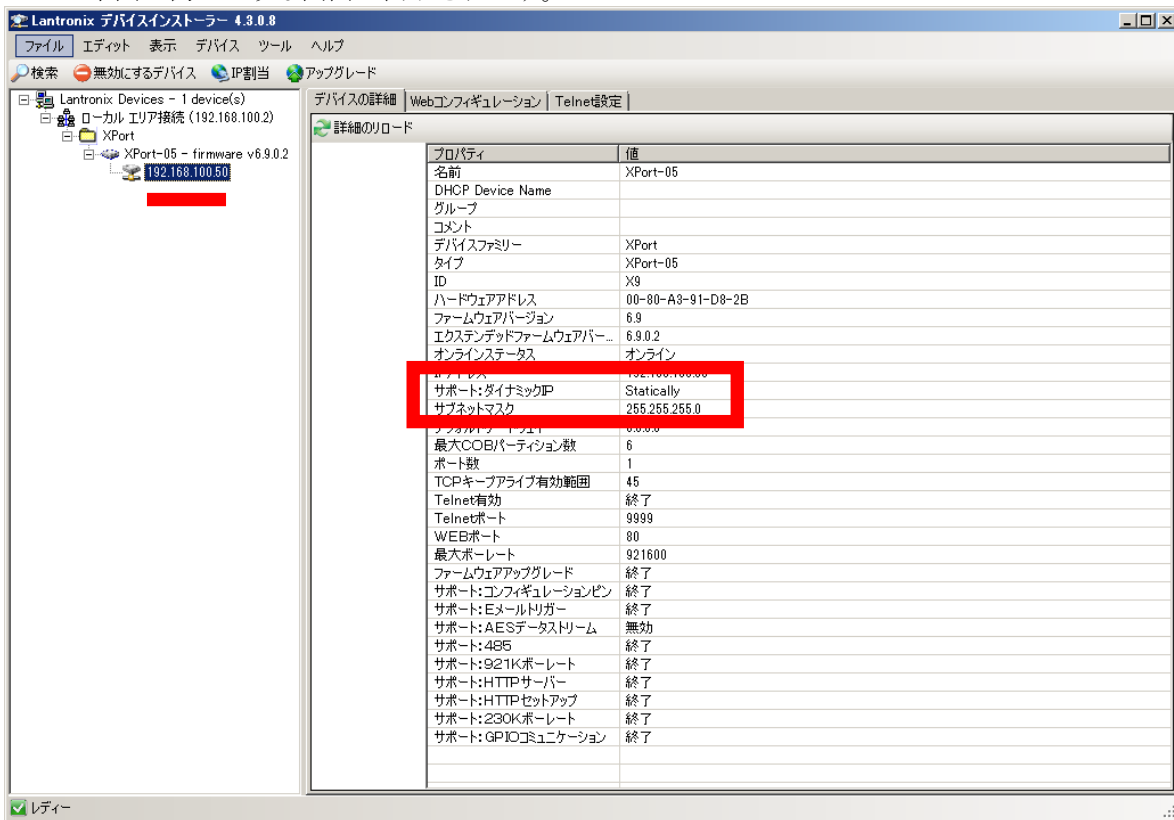 Lantronix デバイスインストーラー 4.3.0.8
ファイル エディット 表示 デバイス ツール ヘルプ
検索 無効にするデバイス IP割当 アップグレード
Lantronix Devices - 1 device(s)
ローカル エリア接続 (192.168.100.2)
XPort
XPort-05 - firmware v6.9.0.2
192.168.100.50
デバイスの詳細 Webコンフィギュレーション Telnet設定
詳細のリロード
プロパティ 値
名前 XPort-05
DHCP Device Name
グループ
コメント
デバイスファミリー XPort
タイプ XPort-05
ID X9
ハードウェアアドレス 00-80-A3-91-D8-2B
ファームウェアバージョン 6.9
エクステンデッドファームウェアバー... 6.9.0.2
オンラインステータス オンライン
サポート:ダイナミックIP Statically
サブネットマスク 255.255.255.0
最大COBパーティション数 6
ポート数 1
TCPキープアライブ有効範囲 45
Telnet有効 終了
Telnetポート 9999
WEBポート 80
最大ボーレート 921600
ファームウェアアップグレード 終了
サポート:コンフィギュレーションピン 終了
サポート:Eメールトリガー 終了
サポート:AESデータストリーム 無効
サポート:485 終了
サポート:921Kボーレート 終了
サポート:HTTPサーバー 終了
サポート:HTTPセットアップ 終了
サポート:230Kボーレート 終了
サポート:GPIOコミュニケーション 終了
レディー